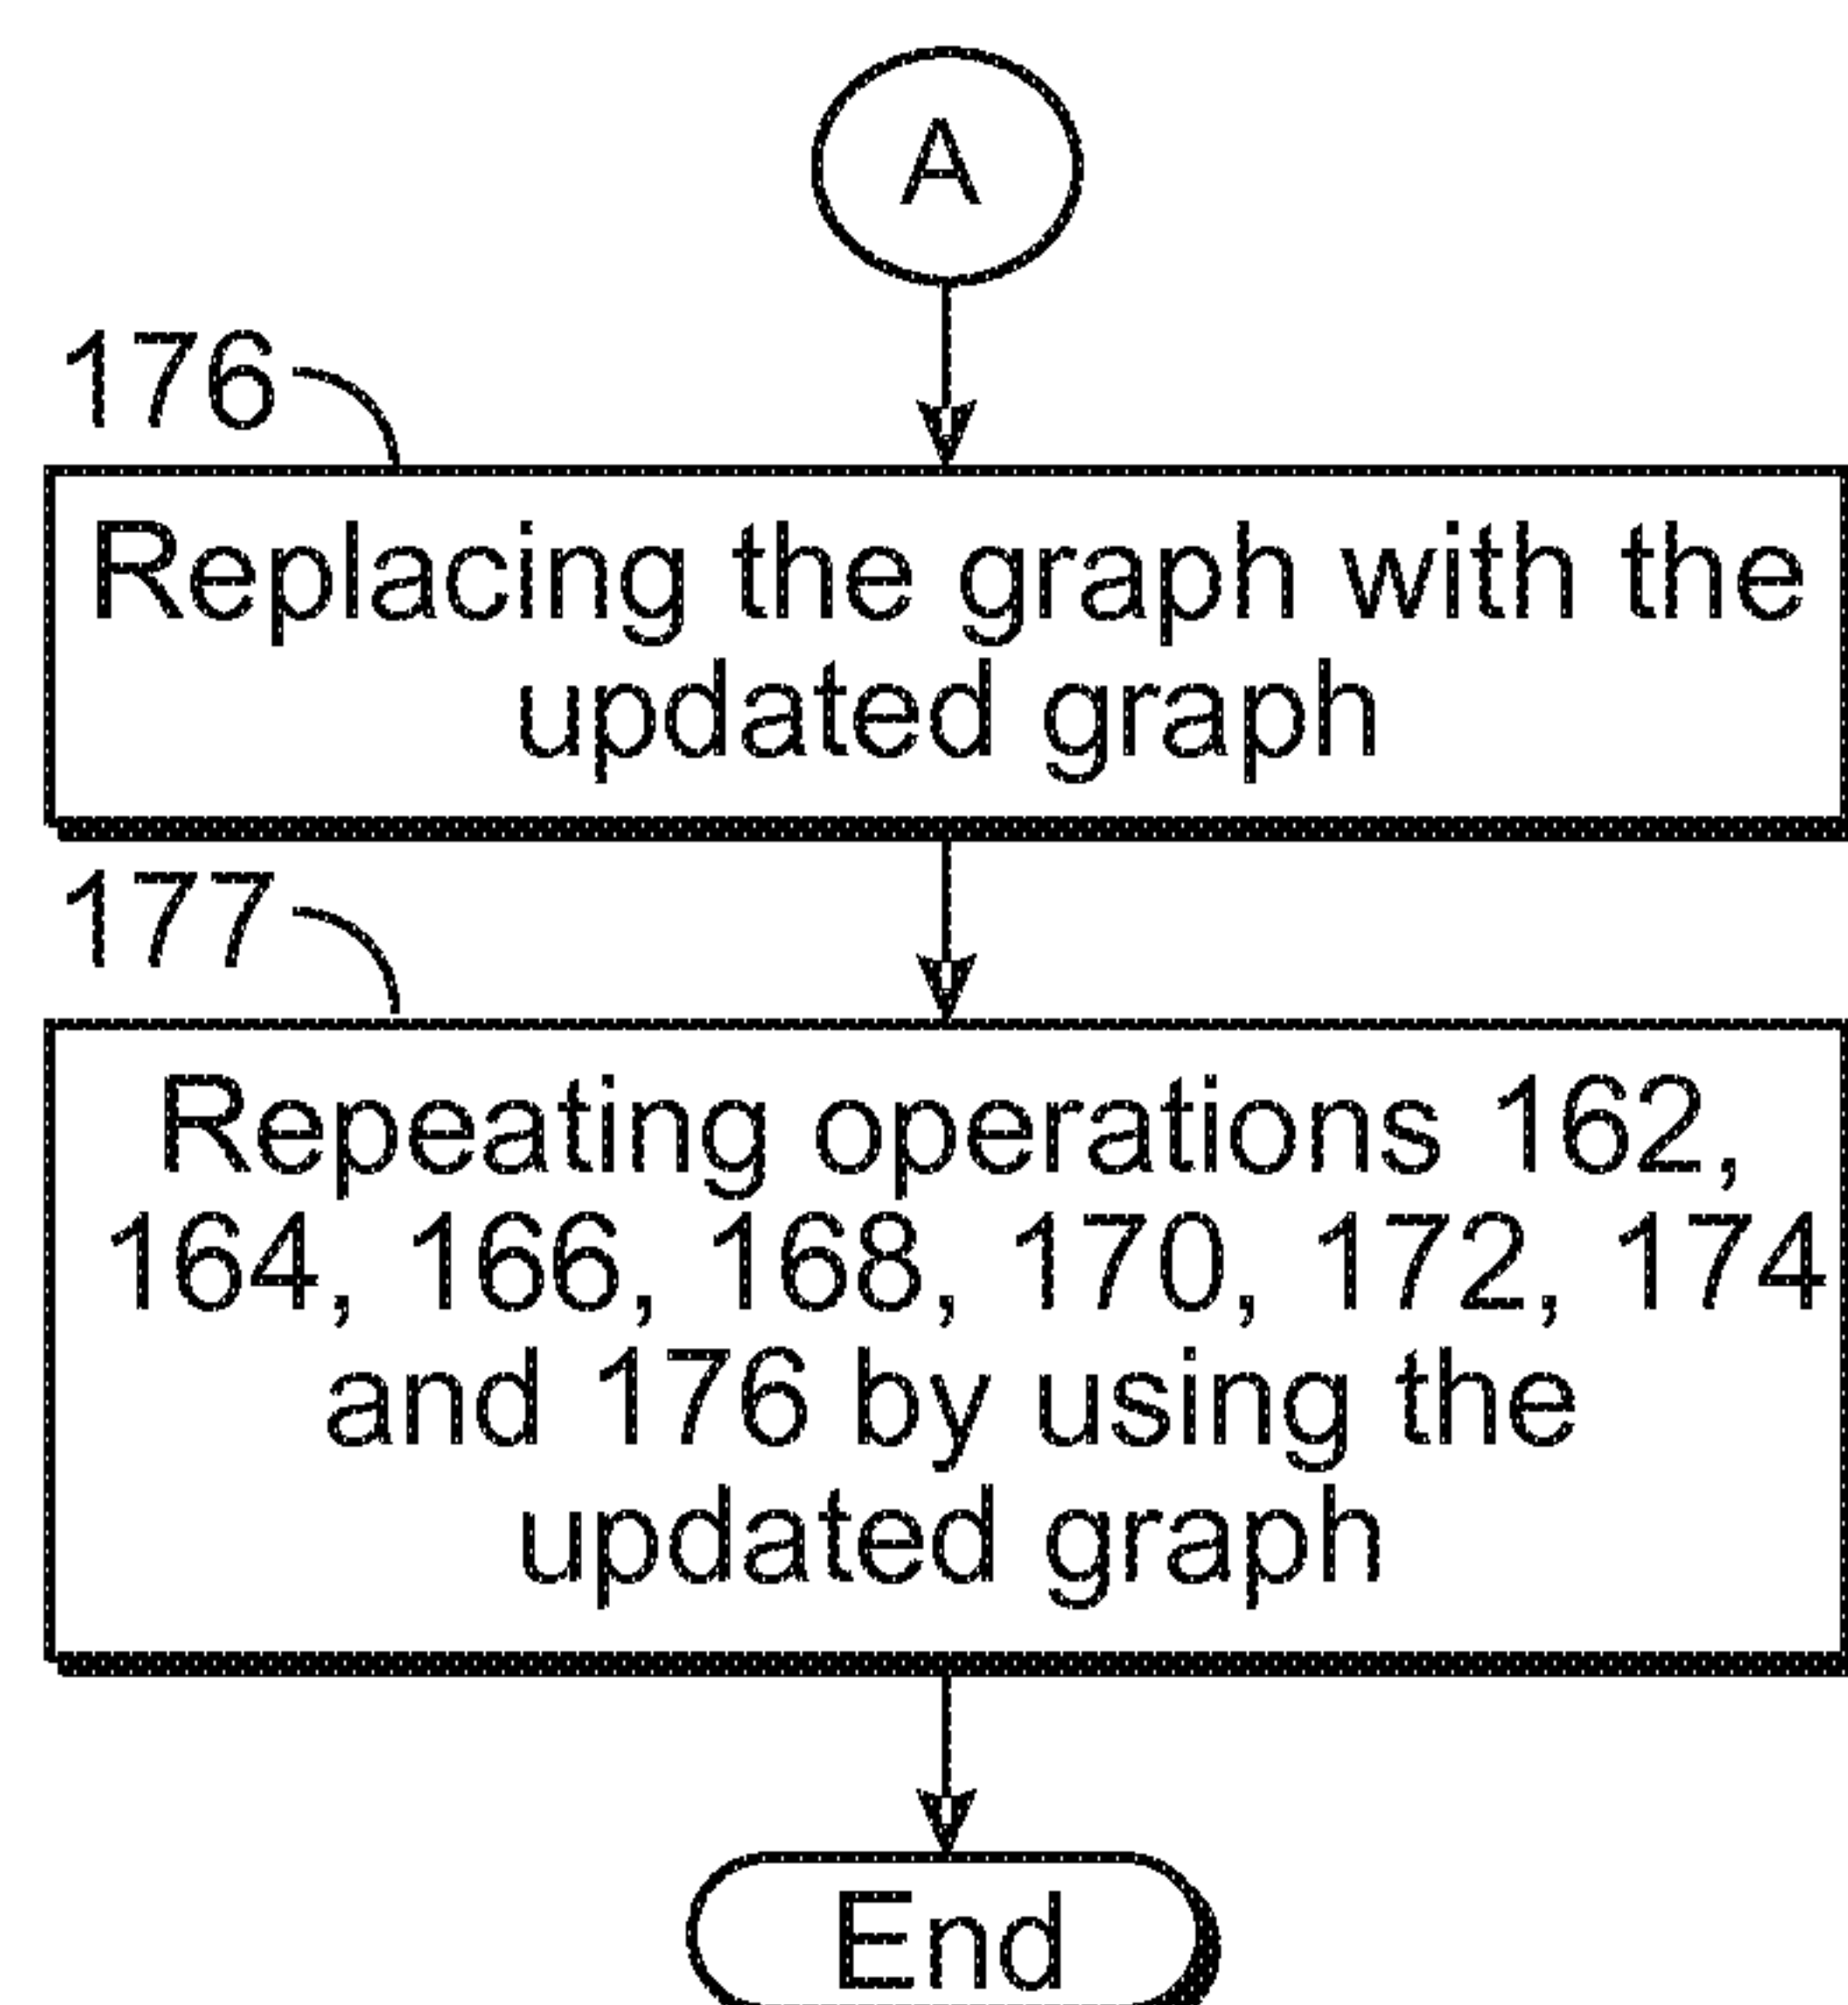 A
176
Replacing the graph with the
updated graph
177
Repeating operations 162,
164, 166, 168, 170, 172, 174
and 176 by using the
updated graph
End